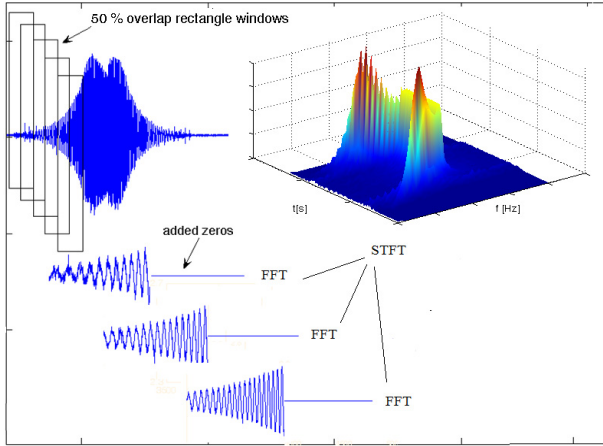 50 % overlap rectangle windows
t[s]
f [Hz]
added zeros
STFT
FFT
FFT
FFT